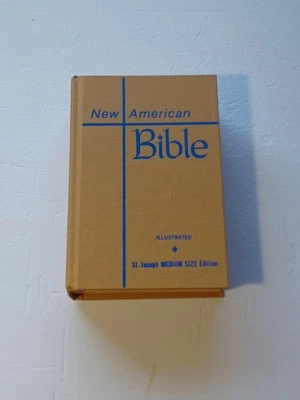 New American
Bible
ILLUSTRATED
St. Joseph MEDIUM SIZE Edition